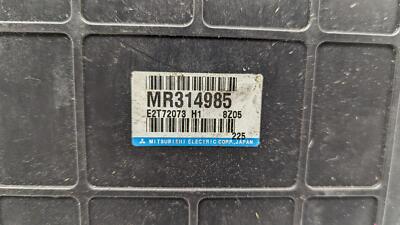 MR314985
E2T72073 H1 8Z05
225
MITSUBISHI ELECTRIC CORP. JAPAN